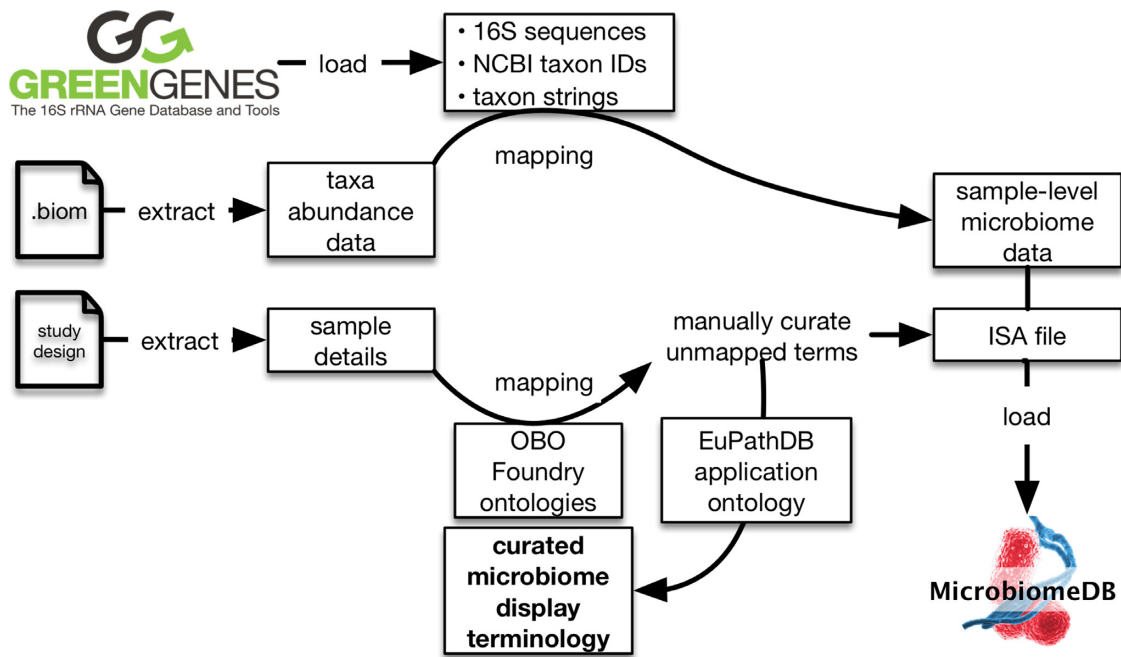 GG
GREENGENES
The 16S rRNA Gene Database and Tools
load
• 16S sequences
• NCBI taxon IDs
• taxon strings
mapping
.biom
extract
taxa
abundance
data
sample-level
microbiome
data
study
design
extract
sample
details
mapping
manually curate
unmapped terms
ISA file
OBO
Foundry
ontologies
EuPathDB
application
ontology
load
curated
microbiome
display
terminology
MicrobiomeDB